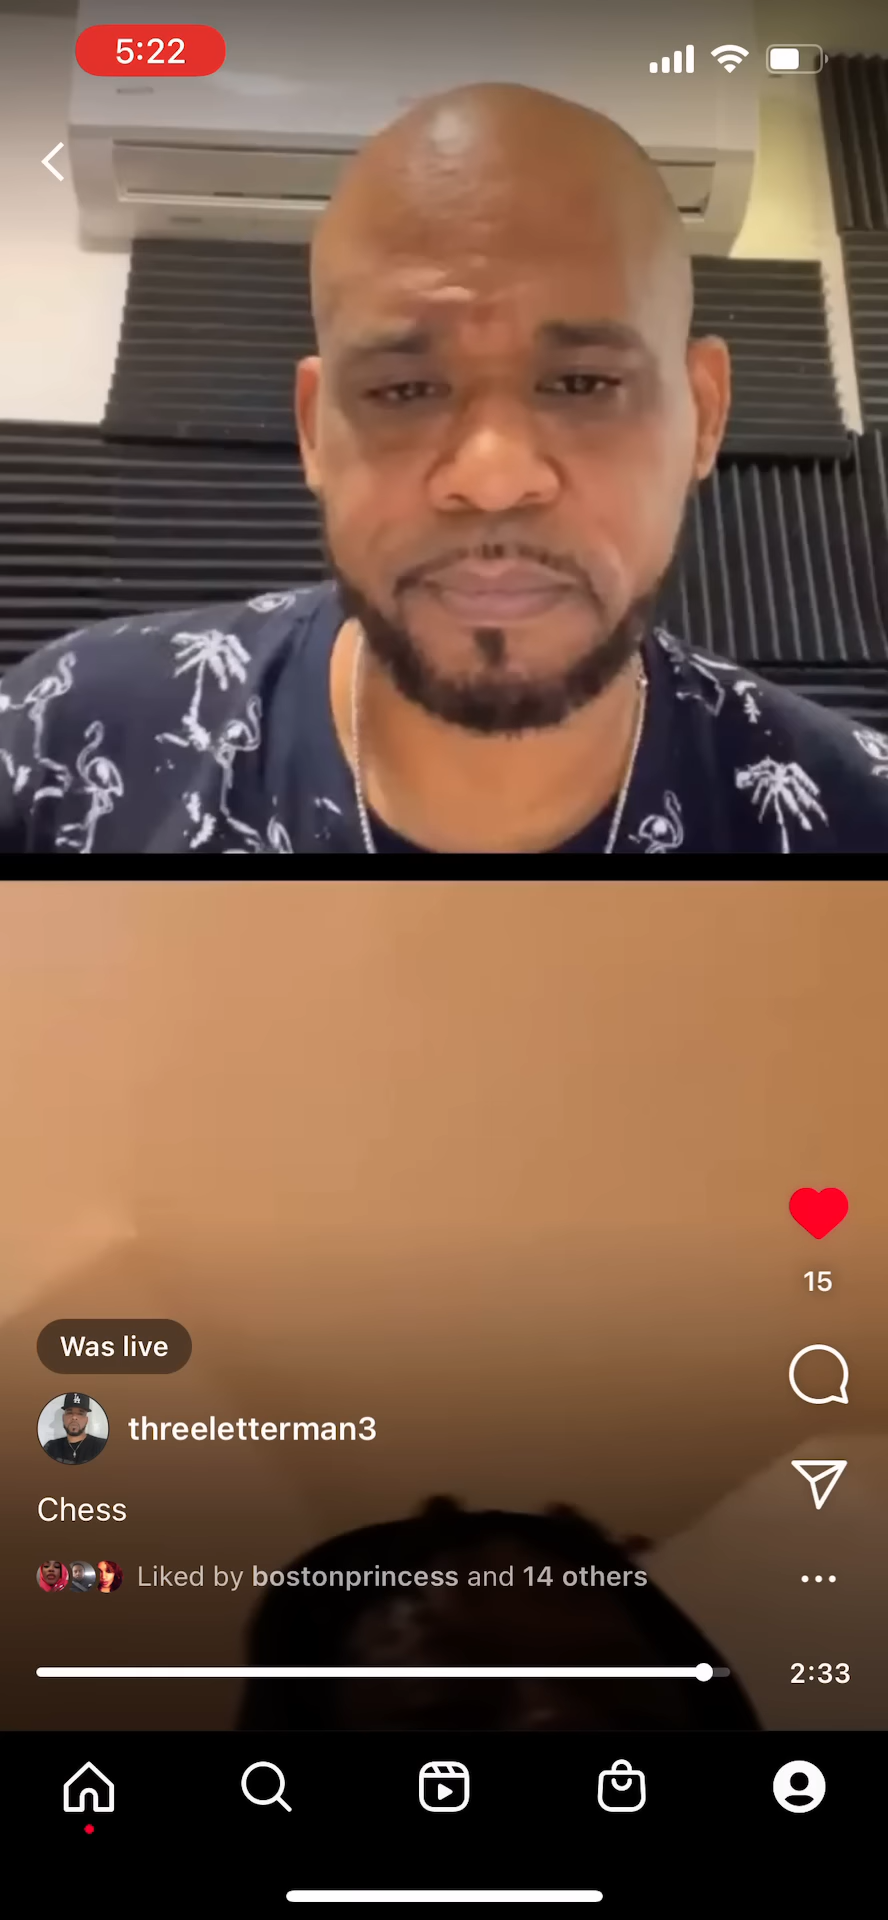 5:22
15
Was live
threeletterman3
Chess
Liked by bostonprincess and 14 others
2:33